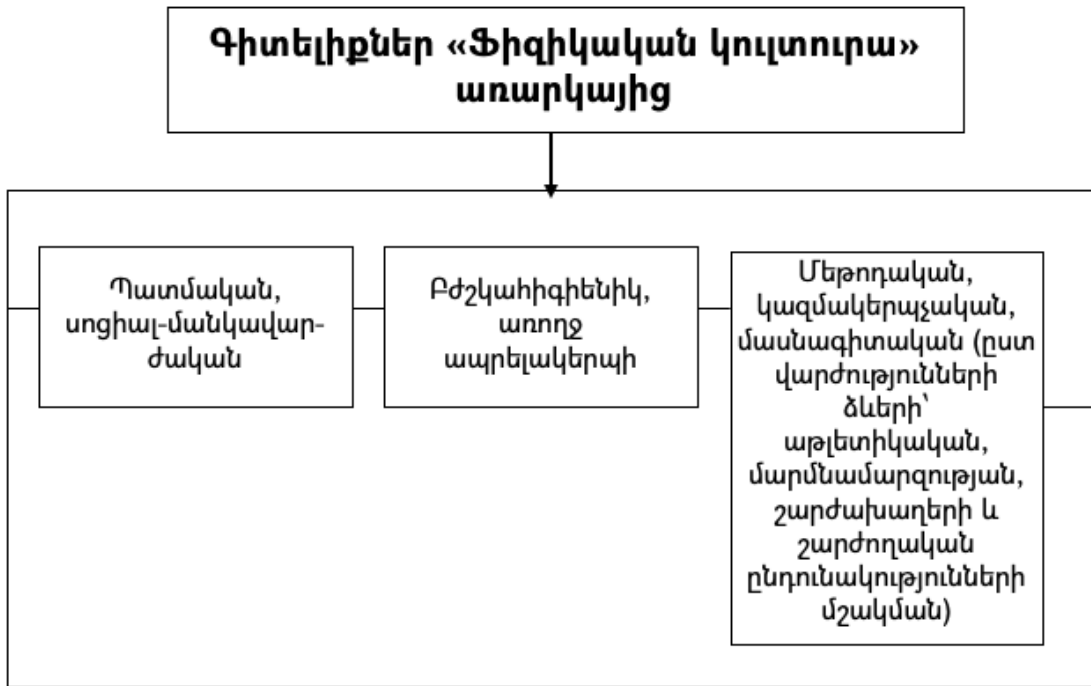 Գիտելիքներ «Ֆիզիկական կուլտուրա»
առարկայից
Պատմական,
սոցիալ-մանկավար-
ժական
Բժշկահիգիենիկ,
առողջ
ապրելակերպի
Մեթոդական,
կազմակերպչական,
մասնագիտական (ըստ
վարժությունների
ձևերի՝
աթլետիկական,
մարմնամարզության,
շարժախաղերի և
շարժողական
ընդունակությունների
մշակման)